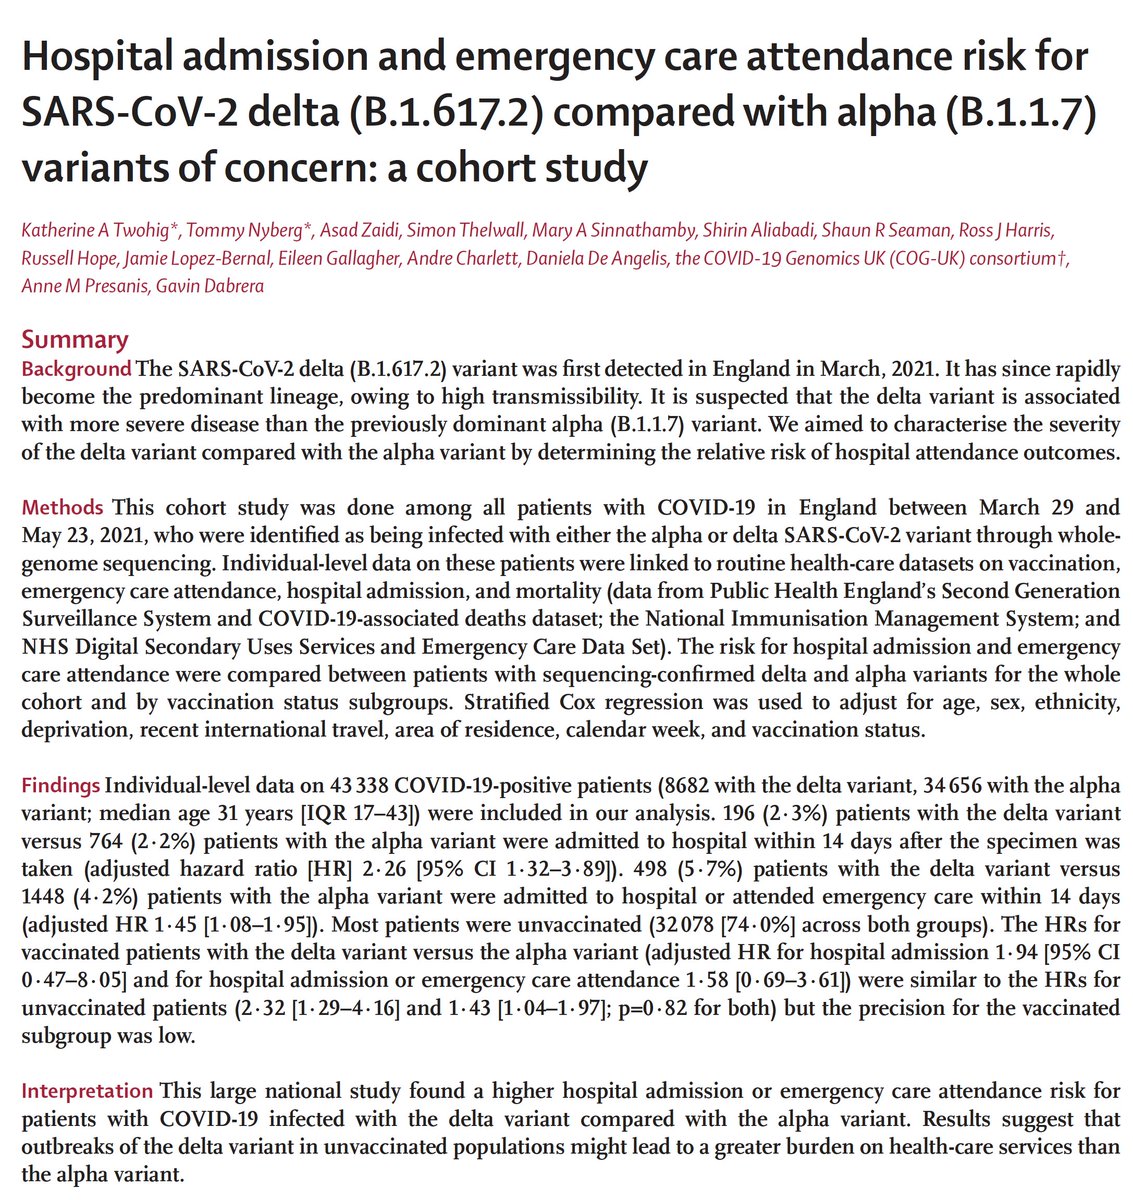 Hospital admission and emergency care attendance risk for
SARS-CoV-2 delta (B.1.617.2) compared with alpha (B.1.1.7)
variants of concern: a cohort study
Katherine A Twohig*, Tommy Nyberg*, Asad Zaidi, Simon Thelwall, Mary A Sinnathamby, Shirin Aliabadi, Shaun R Seaman, Ross J Harris,
Russell Hope, Jamie Lopez-Bernal, Eileen Gallagher, Andre Charlett, Daniela De Angelis, the COVID-19 Genomics UK (COG-UK) consortium†,
Anne M Presanis, Gavin Dabrera
Summary
Background The SARS-CoV-2 delta (B.1.617.2) variant was first detected in England in March, 2021. It has since rapidly
become the predominant lineage, owing to high transmissibility. It is suspected that the delta variant is associated
with more severe disease than the previously dominant alpha (B.1.1.7) variant. We aimed to characterise the severity
of the delta variant compared with the alpha variant by determining the relative risk of hospital attendance outcomes.
Methods This cohort study was done among all patients with COVID-19 in England between March 29 and
May 23, 2021, who were identified as being infected with either the alpha or delta SARS-CoV-2 variant through whole-
genome sequencing. Individual-level data on these patients were linked to routine health-care datasets on vaccination,
emergency care attendance, hospital admission, and mortality (data from Public Health England's Second Generation
Surveillance System and COVID-19-associated deaths dataset; the National Immunisation Management System; and
NHS Digital Secondary Uses Services and Emergency Care Data Set). The risk for hospital admission and emergency
care attendance were compared between patients with sequencing-confirmed delta and alpha variants for the whole
cohort and by vaccination status subgroups. Stratified Cox regression was used to adjust for age, sex, ethnicity,
deprivation, recent international travel, area of residence, calendar week, and vaccination status.
Findings Individual-level data on 43 338 COVID-19-positive patients (8682 with the delta variant, 34 656 with the alpha
variant; median age 31 years [IQR 17–43]) were included in our analysis. 196 (2·3%) patients with the delta variant
versus 764 (2·2%) patients with the alpha variant were admitted to hospital within 14 days after the specimen was
taken (adjusted hazard ratio [HR] 2·26 [95% CI 1·32–3·89]). 498 (5·7%) patients with the delta variant versus
1448 (4·2%) patients with the alpha variant were admitted to hospital or attended emergency care within 14 days
(adjusted HR 1·45 [1·08–1·95]). Most patients were unvaccinated (32 078 [74·0%] across both groups). The HRs for
vaccinated patients with the delta variant versus the alpha variant (adjusted HR for hospital admission 1·94 [95% CI
0·47–8·05] and for hospital admission or emergency care attendance 1·58 [0·69–3·61]) were similar to the HRs for
unvaccinated patients (2·32 [1·29–4·16] and 1·43 [1·04–1·97]; p=0·82 for both) but the precision for the vaccinated
subgroup was low.
Interpretation This large national study found a higher hospital admission or emergency care attendance risk for
patients with COVID-19 infected with the delta variant compared with the alpha variant. Results suggest that
outbreaks of the delta variant in unvaccinated populations might lead to a greater burden on health-care services than
the alpha variant.